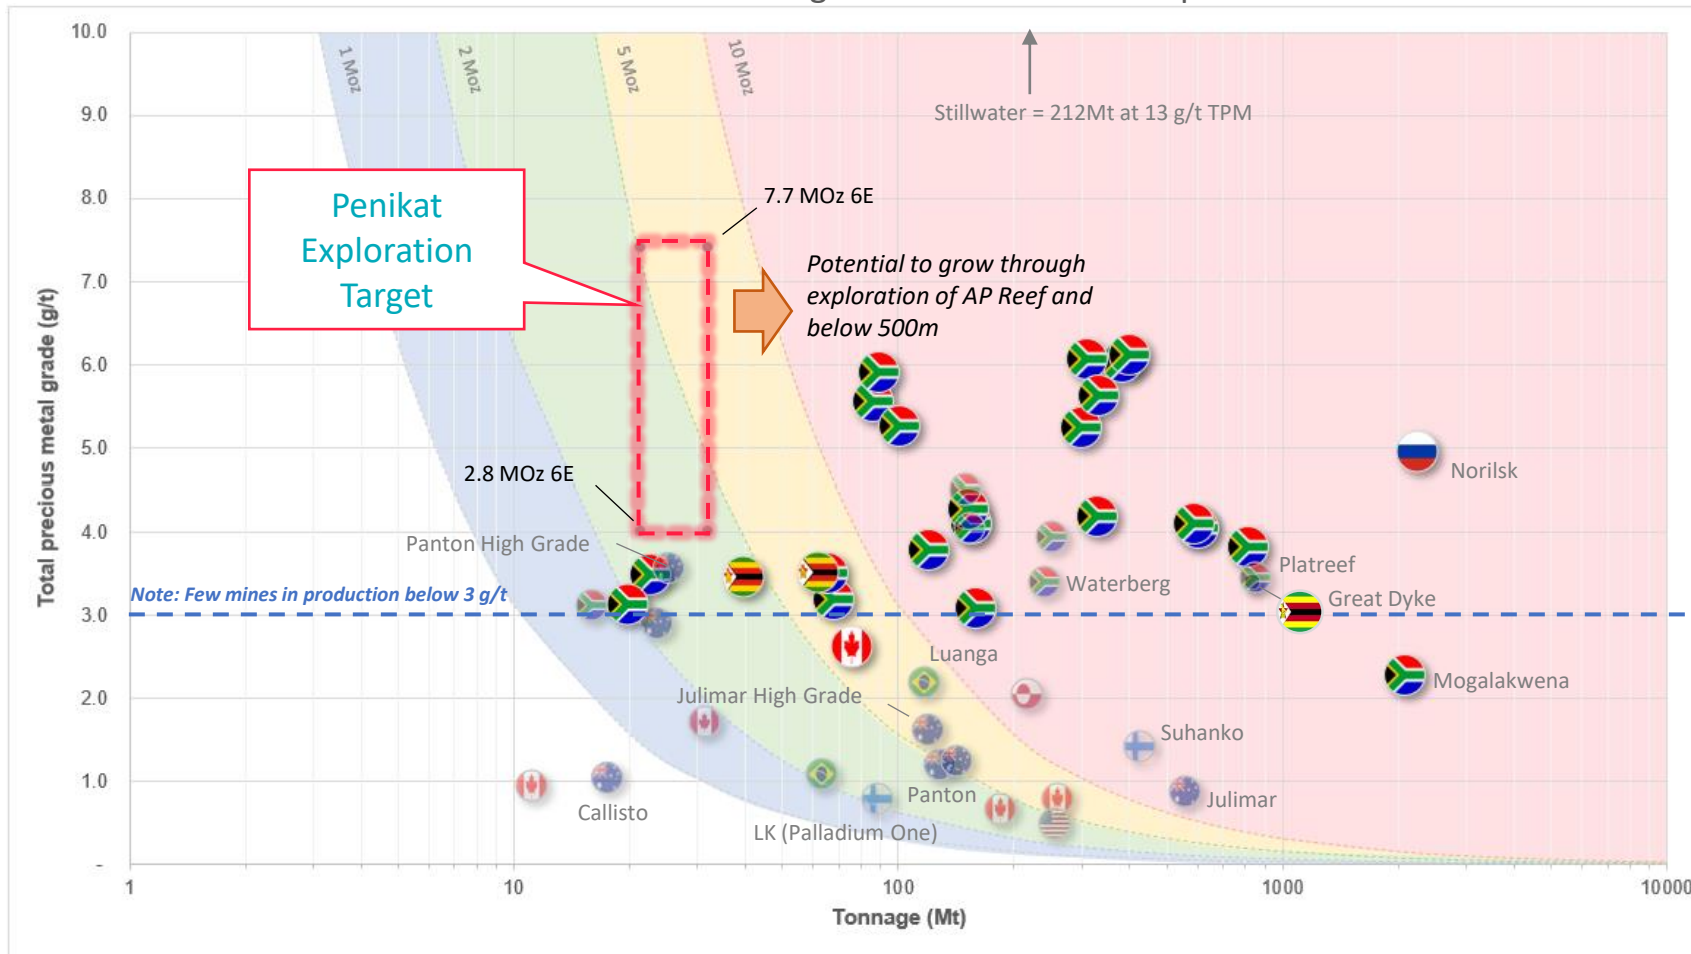 10.0
9.0
8.0
7.0
6.0
5.0
4.0
3.0
2.0
1.0
-
Total precious metal grade (g/t)
1 Moz
2 Moz
5 Moz
10 Moz
Stillwater = 212Mt at 13 g/t TPM
Penikat
Exploration
Target
7.7 MOz 6E
Potential to grow through
exploration of AP Reef and
below 500m
2.8 MOz 6E
Norilsk
Panton High Grade
Note: Few mines in production below 3 g/t
Waterberg
Platreef
Great Dyke
Luanga
Julimar High Grade
Mogalakwena
Suhanko
Callisto
Panton
Julimar
LK (Palladium One)
1
10
100
1000
10000
Tonnage (Mt)